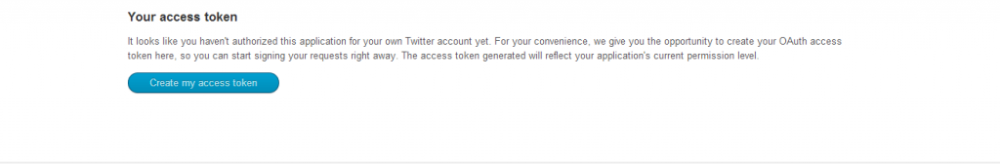 Your access token
It looks like you haven't authorized this application for your own Twitter account yet. For your convenience, we give you the opportunity to create your OAuth access
token here, so you can start signing your requests right away. The access token generated will reflect your application's current permission level.
Create my access token